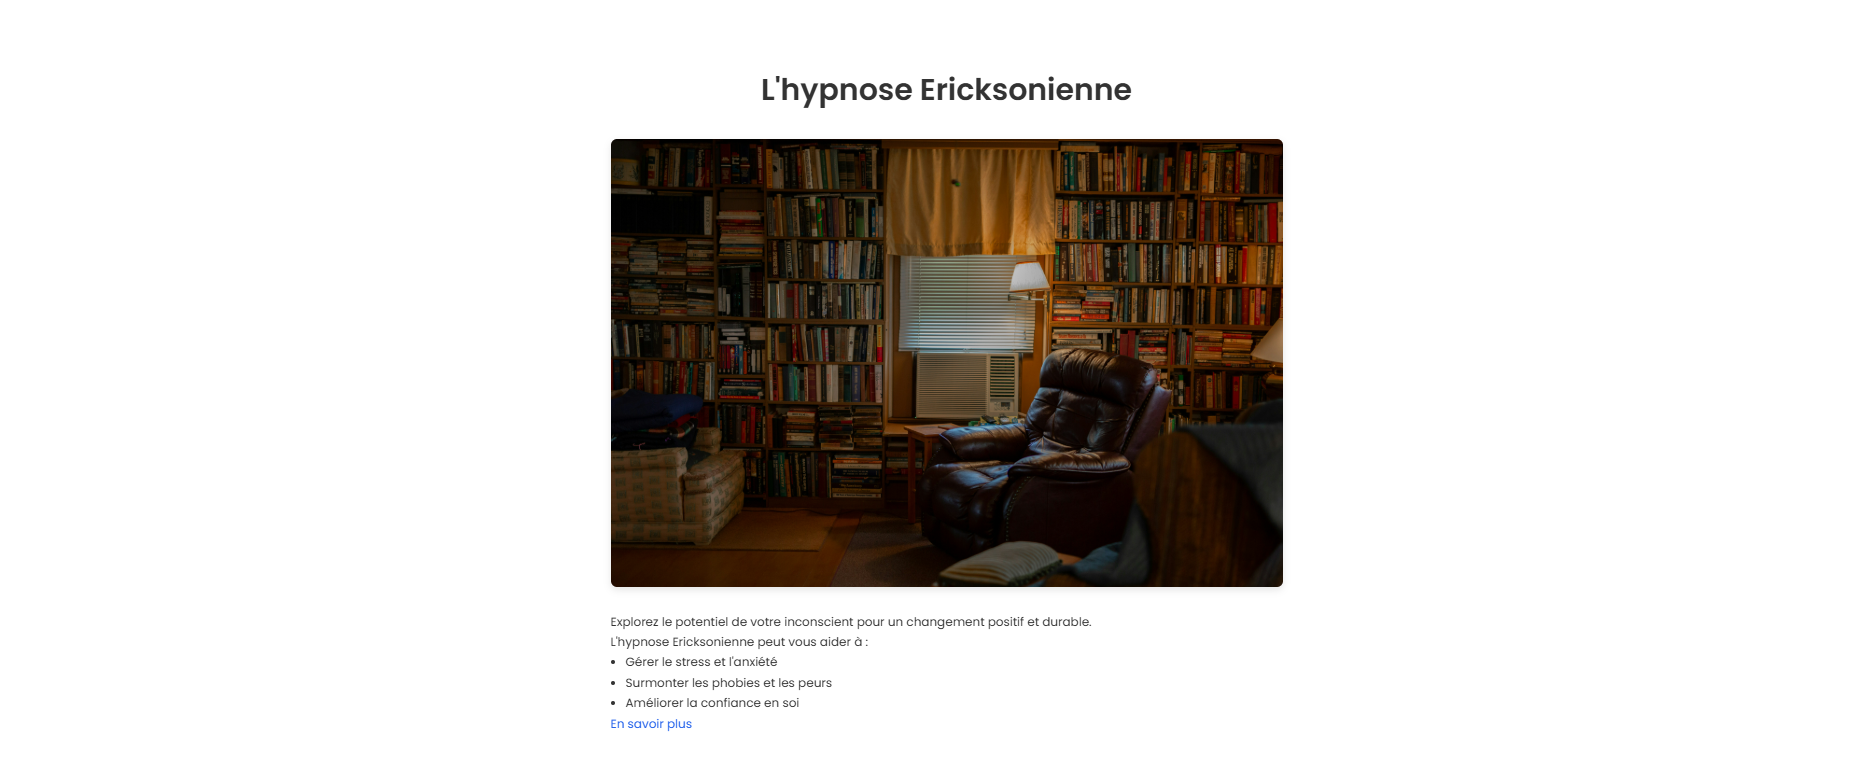 L'hypnose Ericksonienne
Explorez le potentiel de votre inconscient pour un changement positif et durable.
L'hypnose Ericksonienne peut vous aider à :
• Gérer le stress et l'anxiété
• Surmonter les phobies et les peurs
• Améliorer la confiance en soi
En savoir plus